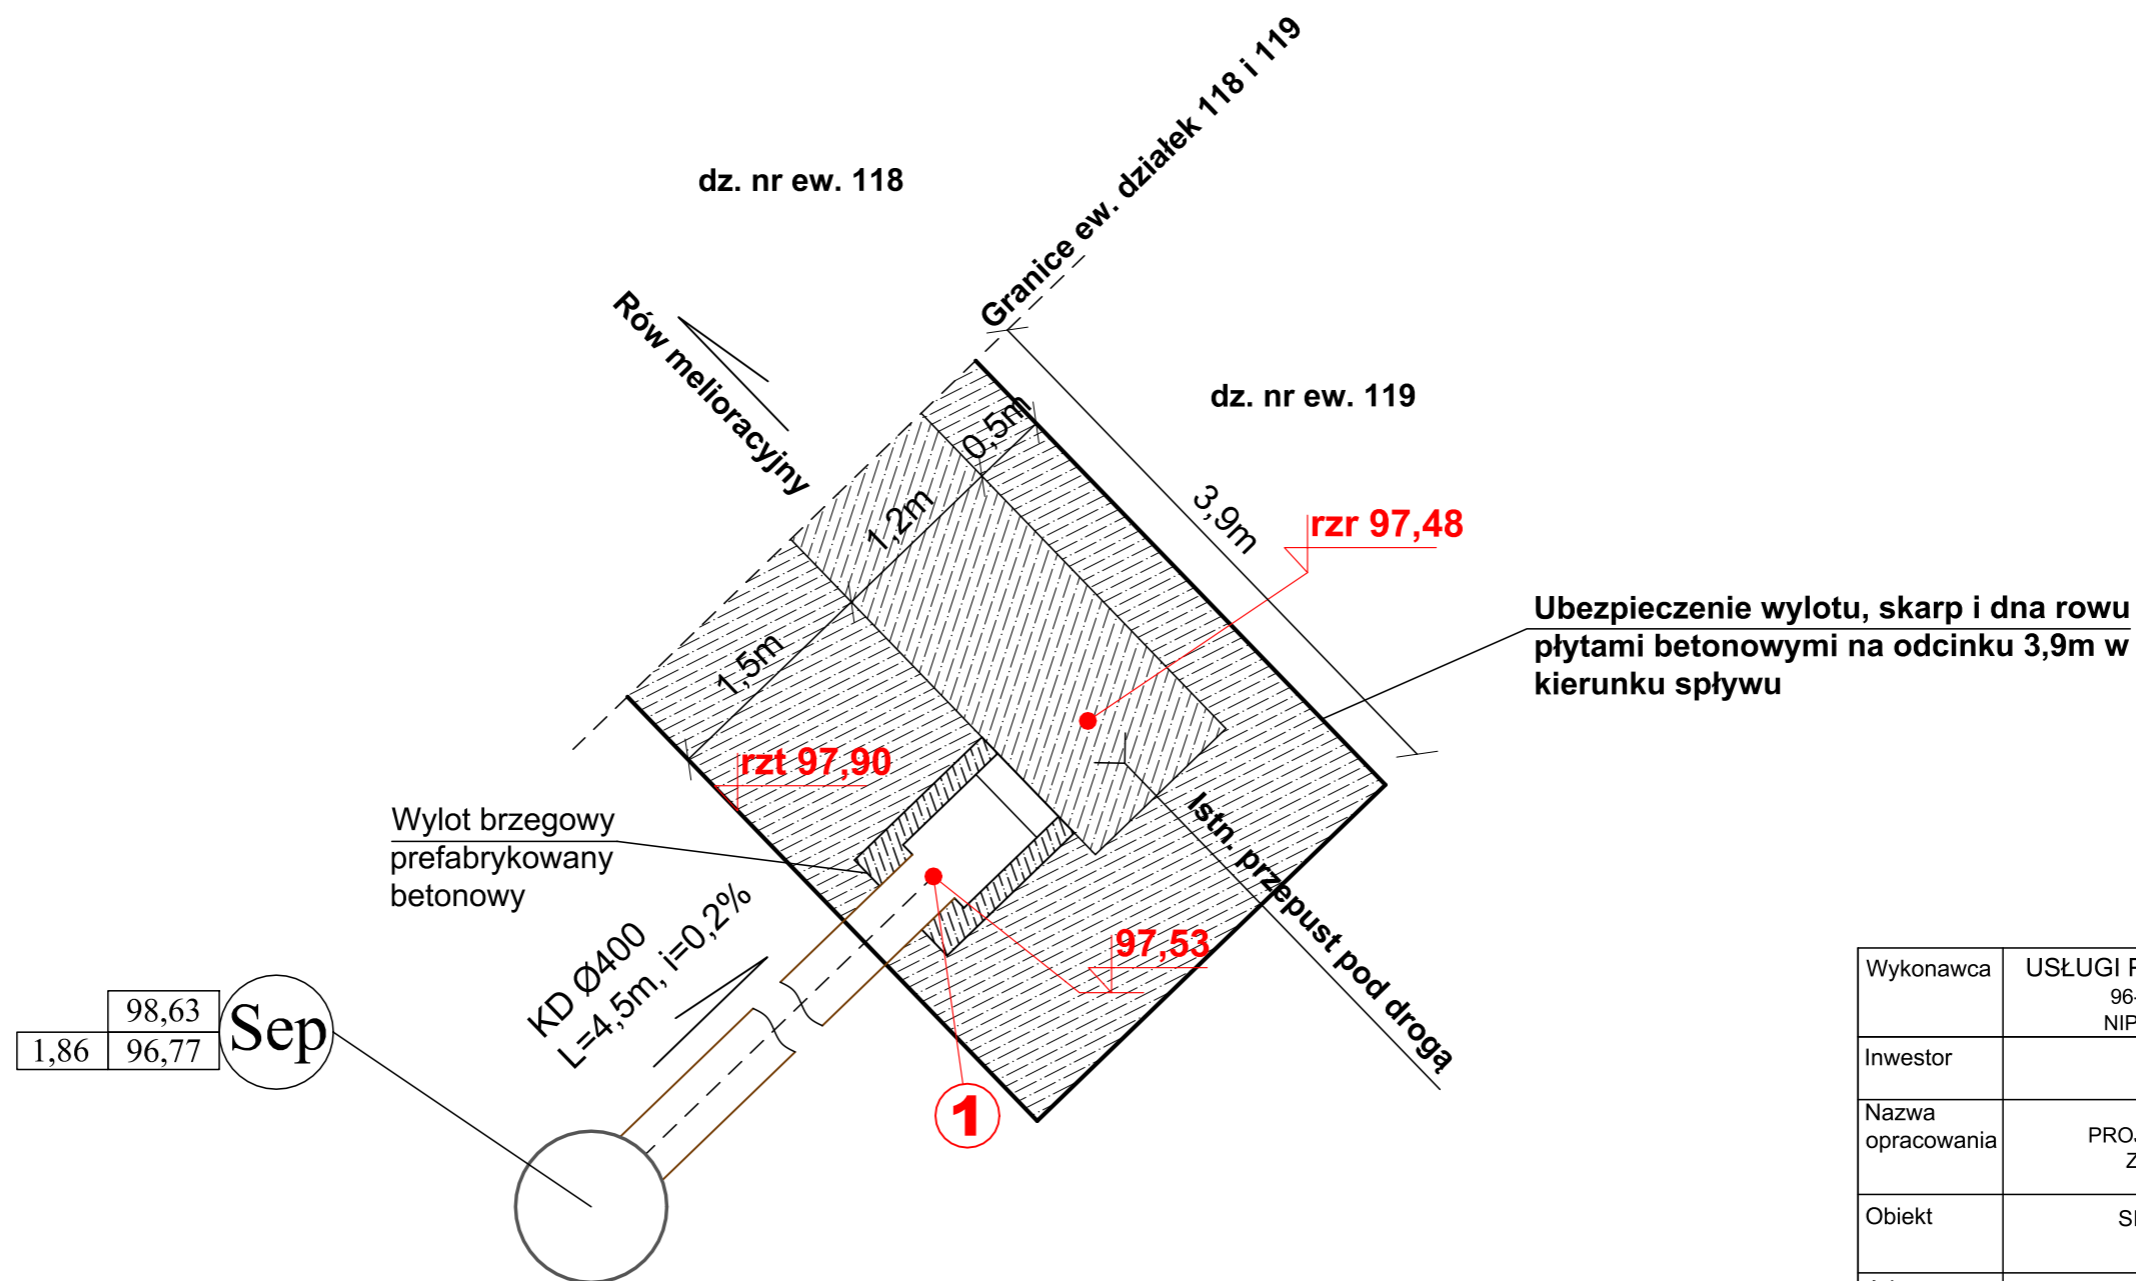 Granice ew. działek 118 i 119
dz. nr ew. 118
Rów melioracyjny
dz. nr ew. 119
0,5m
1,2m
3,9m
rzr 97,48
1,5m
Ubezpieczenie wylotu, skarp i dna rowu
płytami betonowymi na odcinku 3,9m w
kierunku spływu
rzt 97,90
Wylot brzegowy
prefabrykowany
betonowy
Istn. przepust pod drogą
97,53
KD Ø400
L=4,5m, i=0,2%
98,63
1,86 96,77
Sep
1
Wykonawca USŁUGI
96-
NIP
Inwestor
Nazwa
opracowania
Obiekt